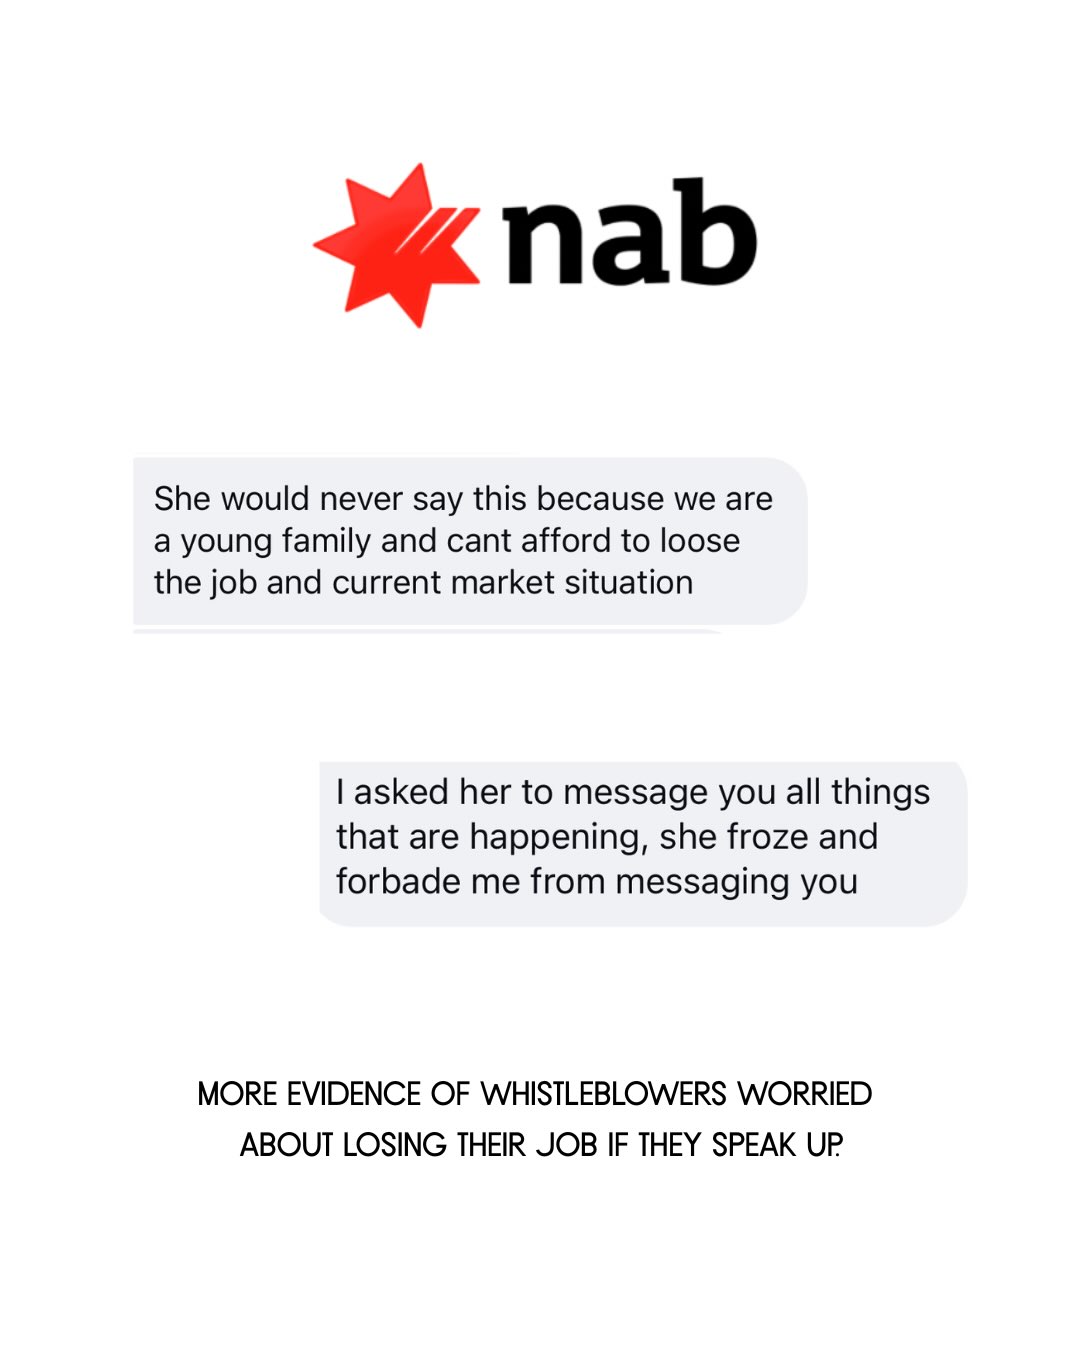 nab
She would never say this because we are
a young family and cant afford to loose
the job and current market situation
I asked her to message you all things
that are happening, she froze and
forbade me from messaging you
MORE EVIDENCE OF WHISTLEBLOWERS WORRIED
ABOUT LOSING THEIR JOB IF THEY SPEAK UP.